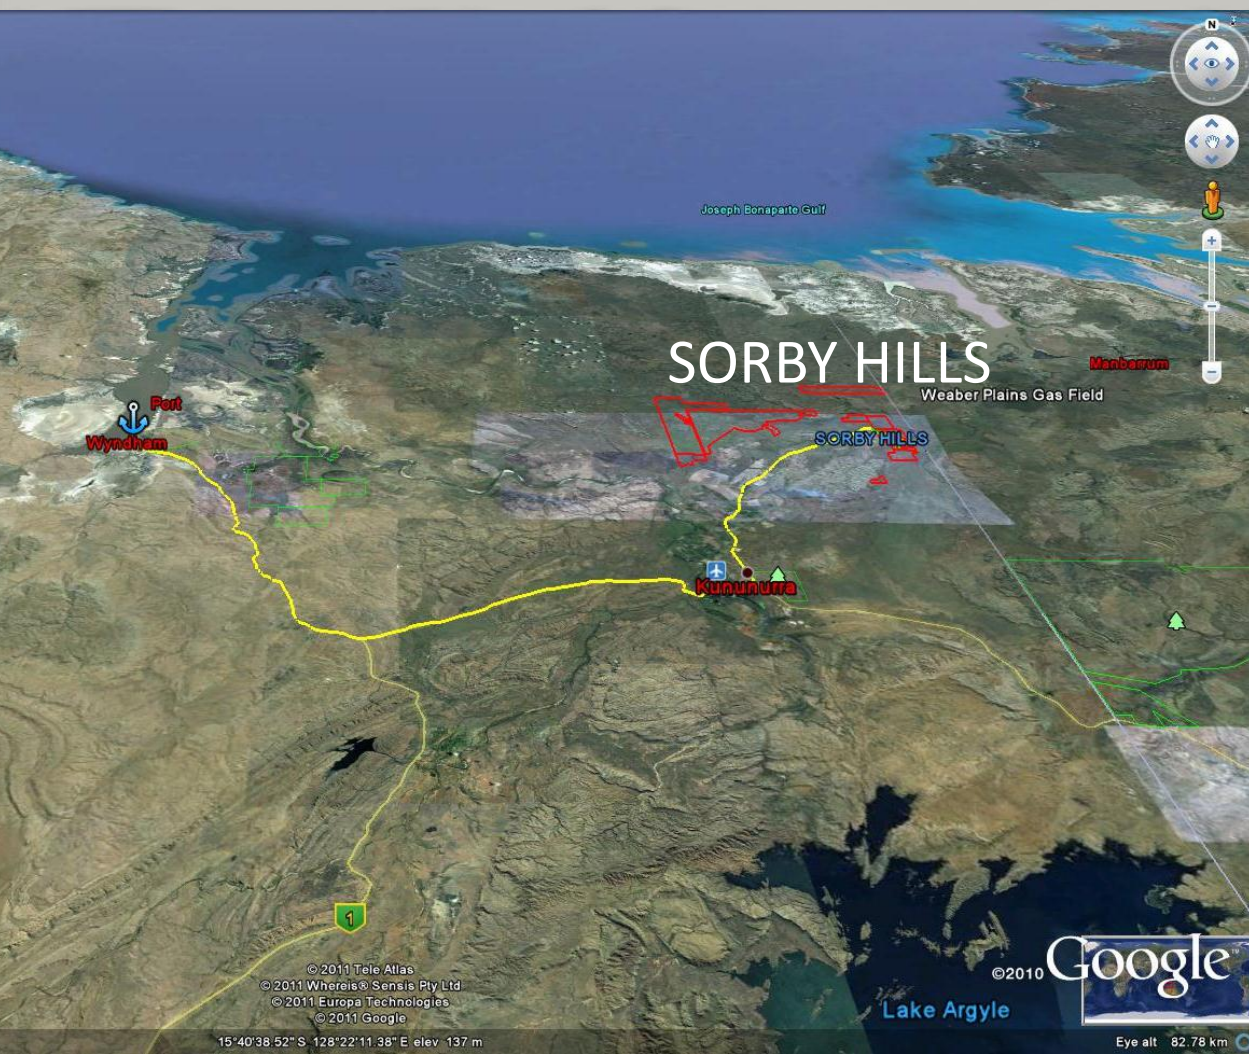 N
Joseph Bonaparte Gulf
SORBY HILLS
Manbarrum
Weaber Plains Gas Field
Port
Wyndham
SORBY HILLS
Kununurra
1
© 2011 Tele Atlas
© 2011 Whereis® Sensis Pty Ltd
© 2011 Europa Technologies
© 2011 Google
©2010 Google™
Lake Argyle
15°40'38.52" S 128°22'11.38" E elev 137 m
Eye alt 82.78 km